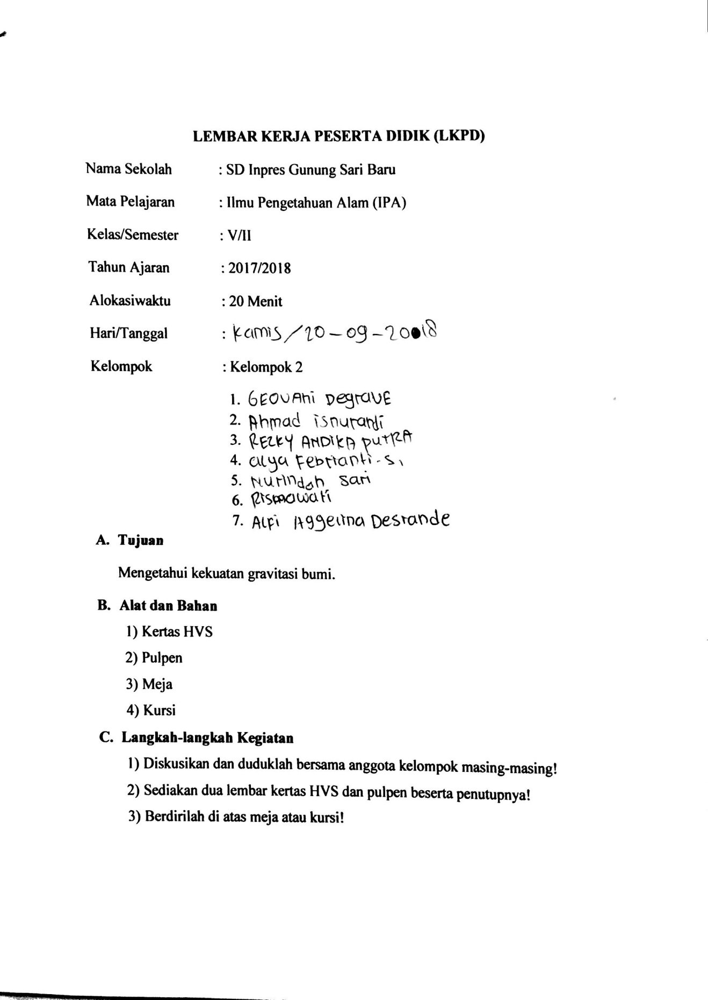 LEMBAR KERJA PESERTA DIDIK (LKPD)
Nama Sekolah : SD Inpres Gunung Sari Baru
Mata Pelajaran : Ilmu Pengetahuan Alam (IPA)
Kelas/Semester : V/II
Tahun Ajaran : 2017/2018
Alokasiwaktu : 20 Menit
Hari/Tanggal : Kamis/20-09-2018
Kelompok : Kelompok 2
1. GEOVAni DegraVE
2. Ahmad isnurandi
3. REZKY ANDIKA PUTRA
4. alya Febrianti. S,
5. Nurindah Sari
6. Rismawati
7. ALFi Aggelina Desrande
A. Tujuan
Mengetahui kekuatan gravitasi bumi.
B. Alat dan Bahan
1) Kertas HVS
2) Pulpen
3) Meja
4) Kursi
C. Langkah-langkah Kegiatan
1) Diskusikan dan duduklah bersama anggota kelompok masing-masing!
2) Sediakan dua lembar kertas HVS dan pulpen beserta penutupnya!
3) Berdirilah di atas meja atau kursi!